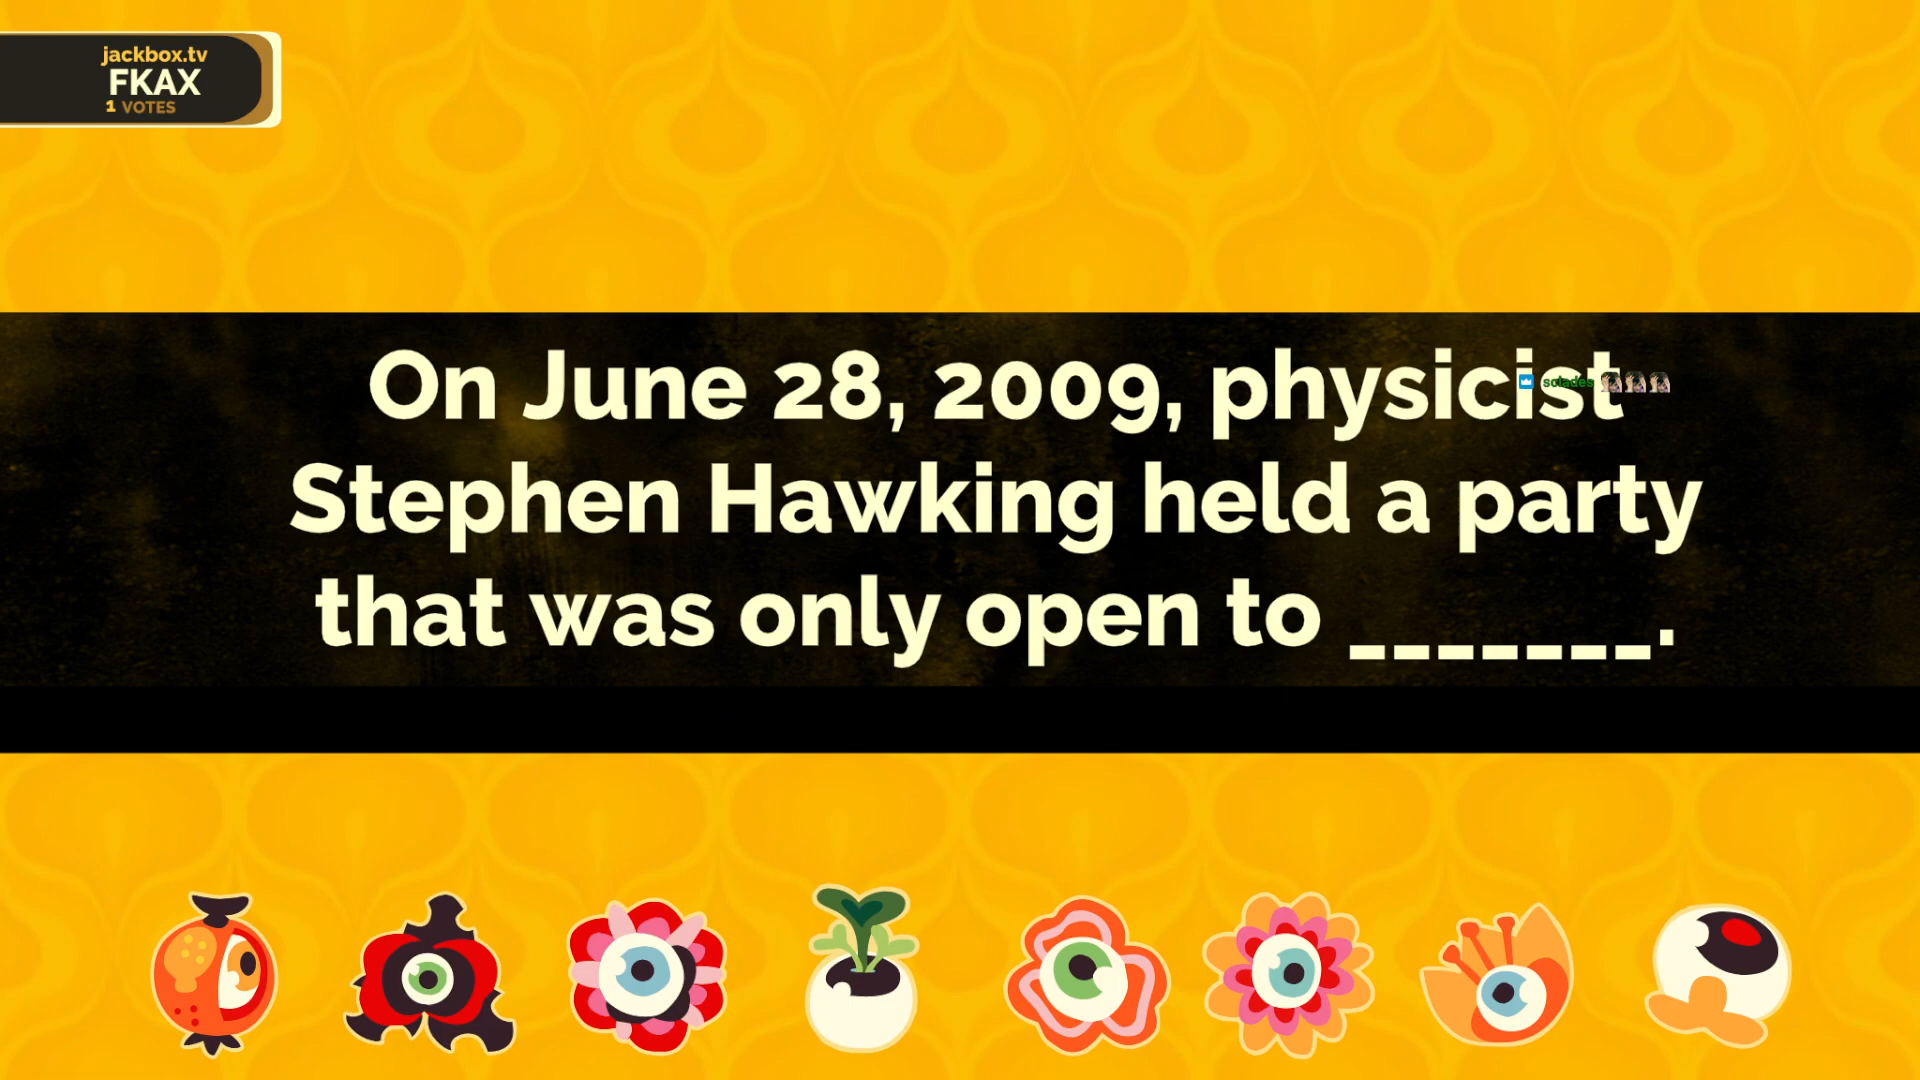 jackbox.tv
FKAX
1 VOTES
On June 28, 2009, physicist
solades
Stephen Hawking held a party
that was only open to _______.